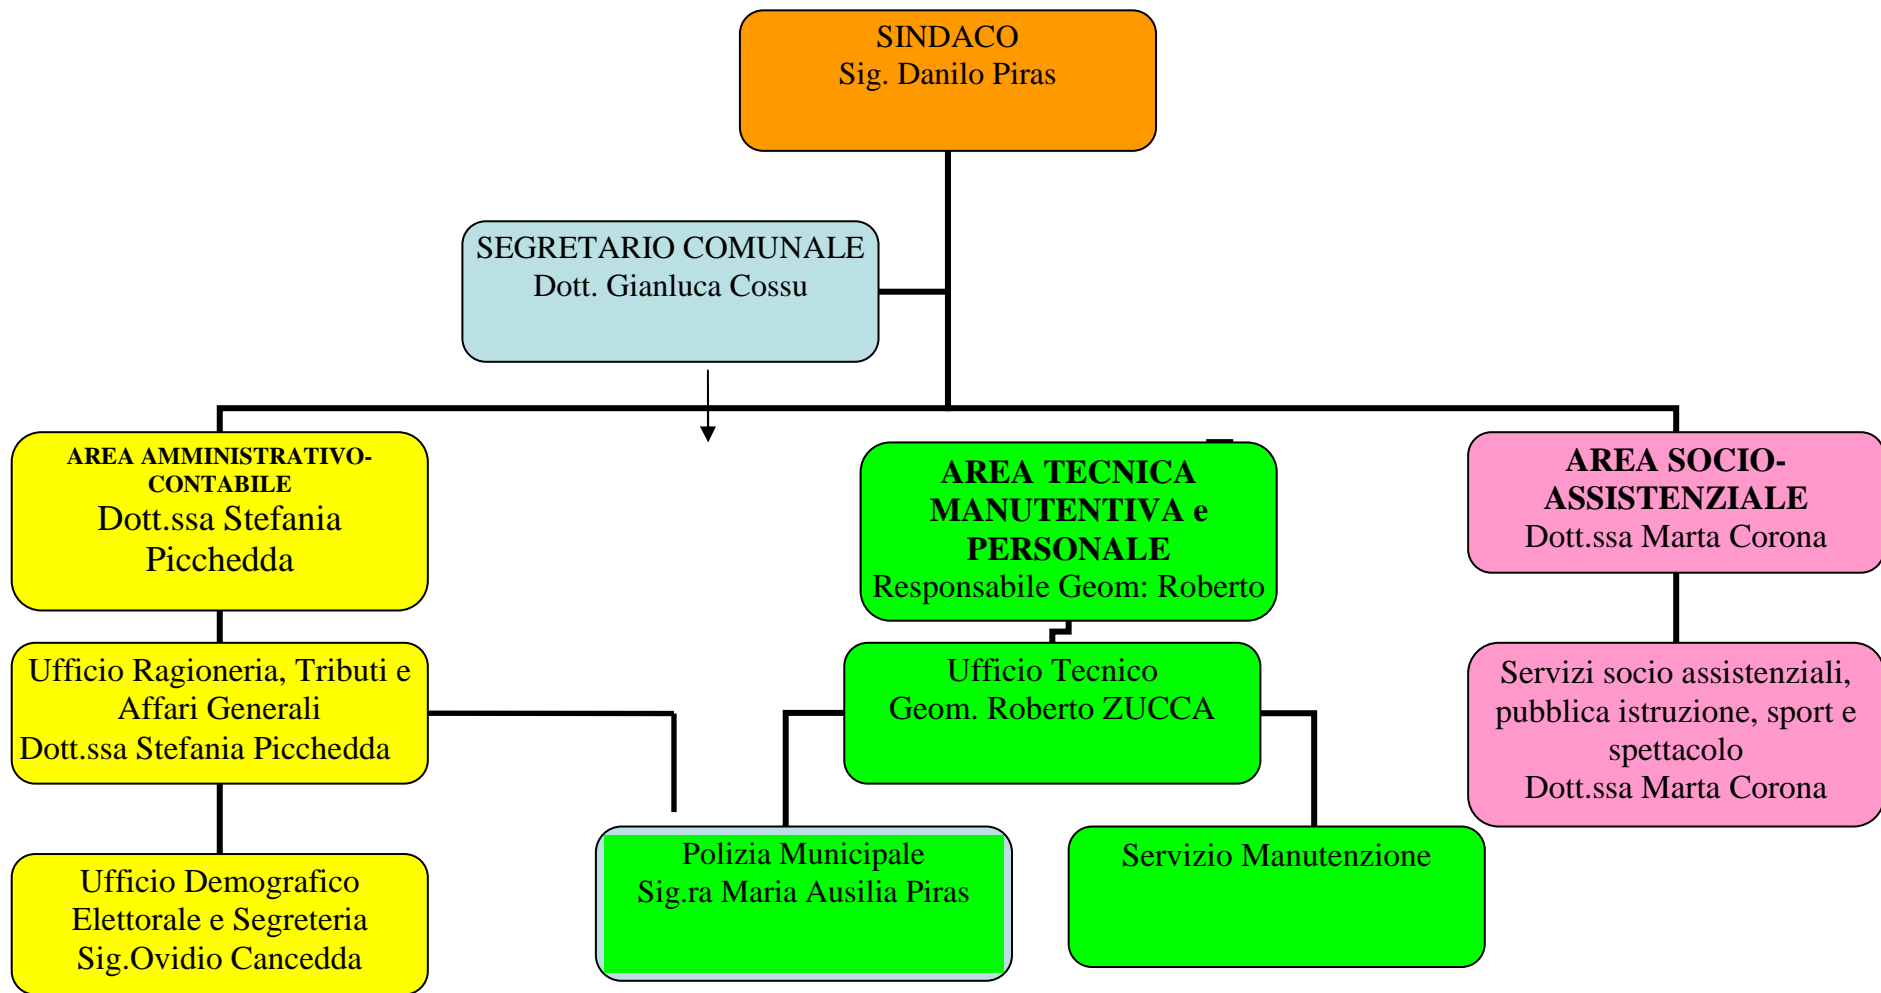 SINDACO
Sig. Danilo Piras
SEGRETARIO COMUNALE
Dott. Gianluca Cossu
AREA AMMINISTRATIVO-
CONTABILE
Dott.ssa Stefania
Picchedda
AREA TECNICA
MANUTENTIVA e
PERSONALE
Responsabile Geom: Roberto
AREA SOCIO-
ASSISTENZIALE
Dott.ssa Marta Corona
Ufficio Ragioneria, Tributi e
Affari Generali
Dott.ssa Stefania Picchedda
Ufficio Tecnico
Geom. Roberto ZUCCA
Servizi socio assistenziali,
pubblica istruzione, sport e
spettacolo
Dott.ssa Marta Corona
Ufficio Demografico
Elettorale e Segreteria
Sig.Ovidio Cancedda
Polizia Municipale
Sig.ra Maria Ausilia Piras
Servizio Manutenzione